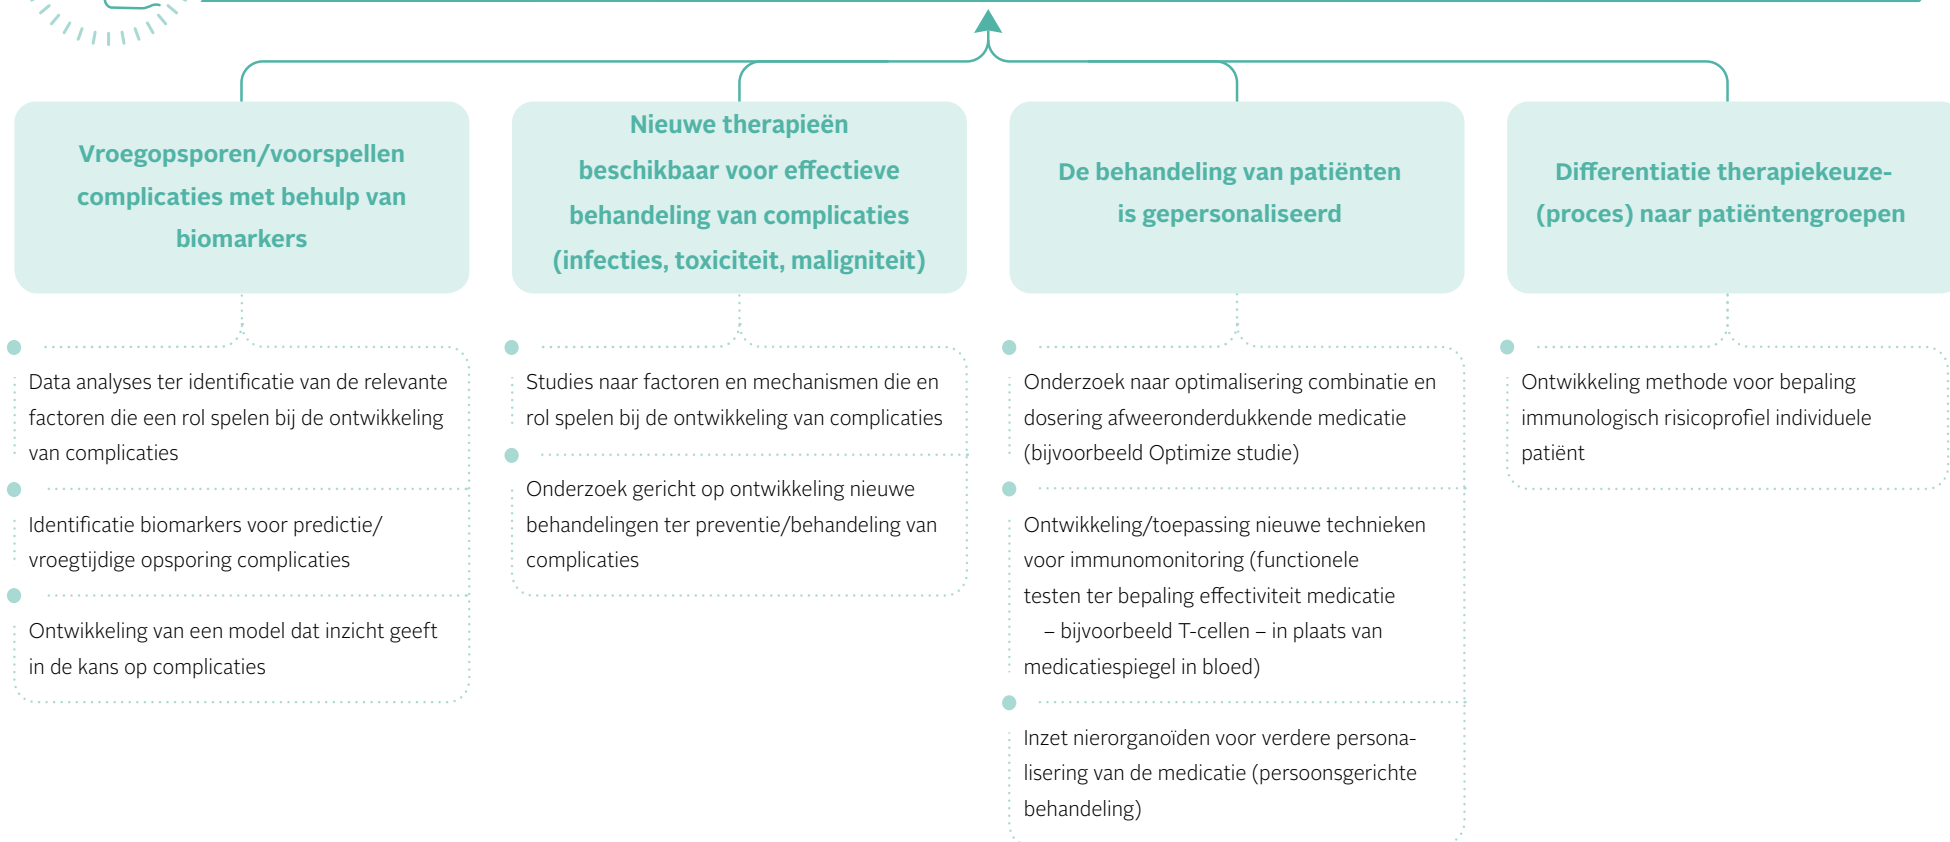 Vroegopsporen/voorspellen
complicaties met behulp van
biomarkers
Data analyses ter identificatie van de relevante
factoren die een rol spelen bij de ontwikkeling
van complicaties
Identificatie biomarkers voor predictie/
vroegtijdige opsporing complicaties
Ontwikkeling van een model dat inzicht geeft
in de kans op complicaties
Nieuwe therapieën
beschikbaar voor effectieve
behandeling van complicaties
(infecties, toxiciteit, maligniteit)
Studies naar factoren en mechanismen die en
rol spelen bij de ontwikkeling van complicaties
Onderzoek gericht op ontwikkeling nieuwe
behandelingen ter preventie/behandeling van
complicaties
De behandeling van patiënten
is gepersonaliseerd
Onderzoek naar optimalisering combinatie en
dosering afweeronderdukkende medicatie
(bijvoorbeeld Optimize studie)
Ontwikkeling/toepassing nieuwe technieken
voor immunomonitoring (functionele
testen ter bepaling effectiviteit medicatie
– bijvoorbeeld T-cellen – in plaats van
medicatiespiegel in bloed)
Inzet nierorganoïden voor verdere persona-
lisering van de medicatie (persoonsgerichte
behandeling)
Differentiatie therapiekeuze-
(proces) naar patiëntengroepen
Ontwikkeling methode voor bepaling
immunologisch risicoprofiel individuele
patiënt